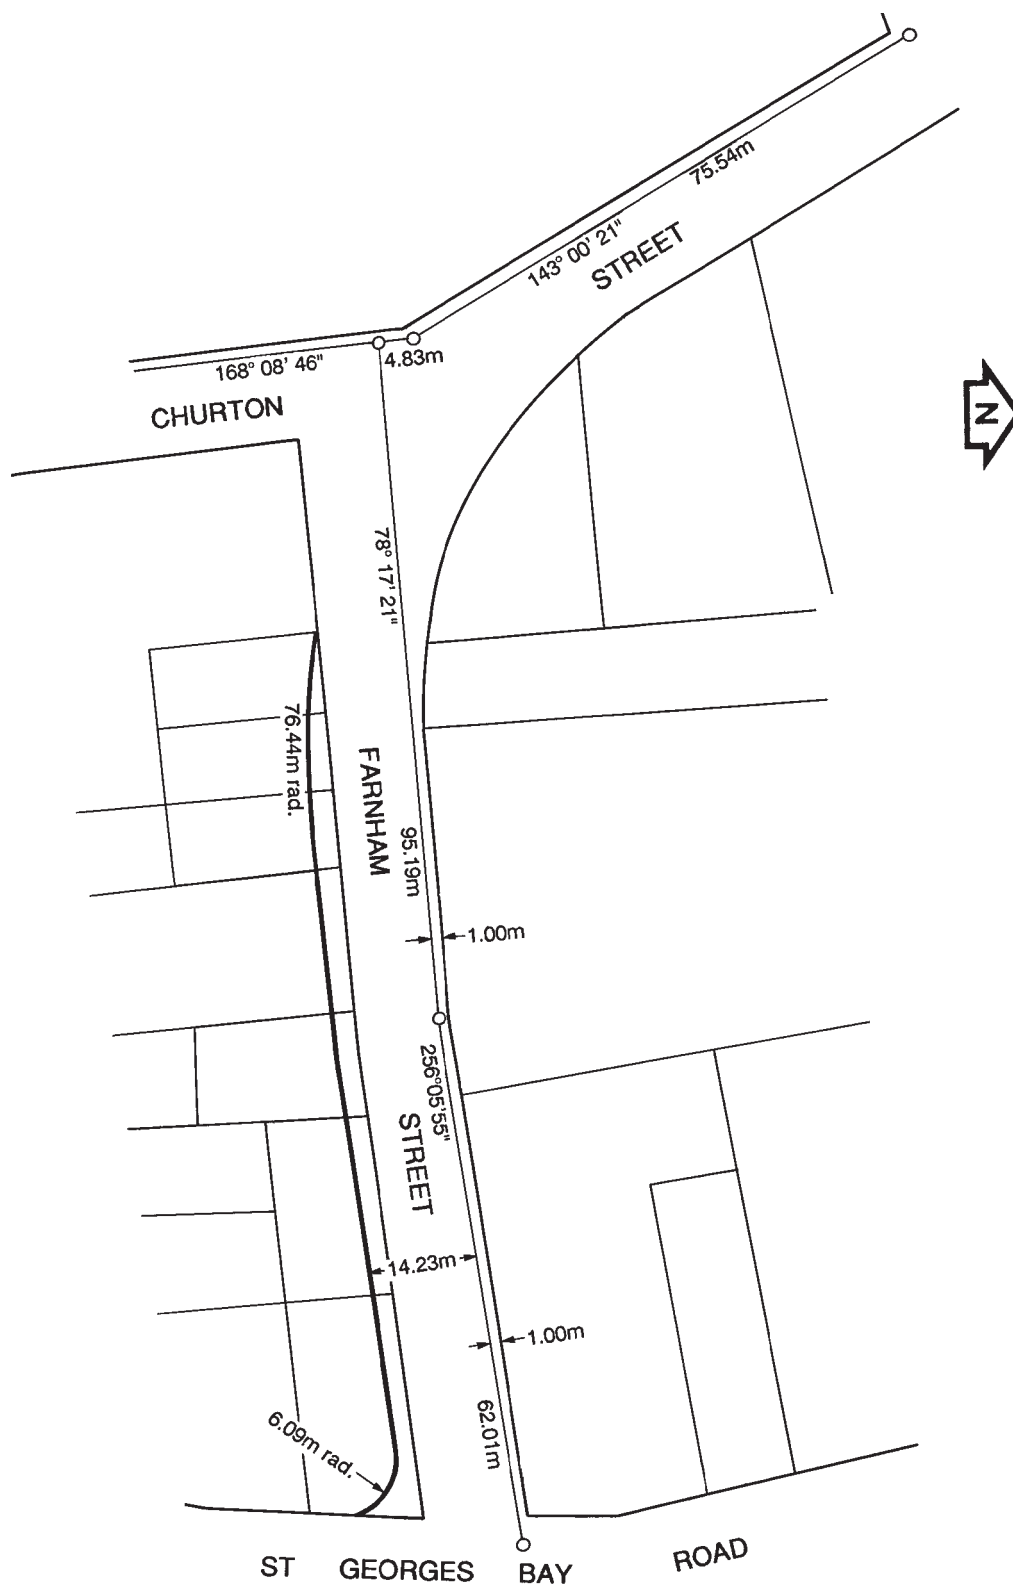 75.54m
143° 00' 21"
STREET
168° 08' 46"
4.83m
CHURTON
N
78° 17' 21"
76.44m rad.
FARNHAM
95.19m
1.00m
256°05'55"
STREET
14.23m
1.00m
62.01m
6.09m rad.
ST GEORGES BAY ROAD